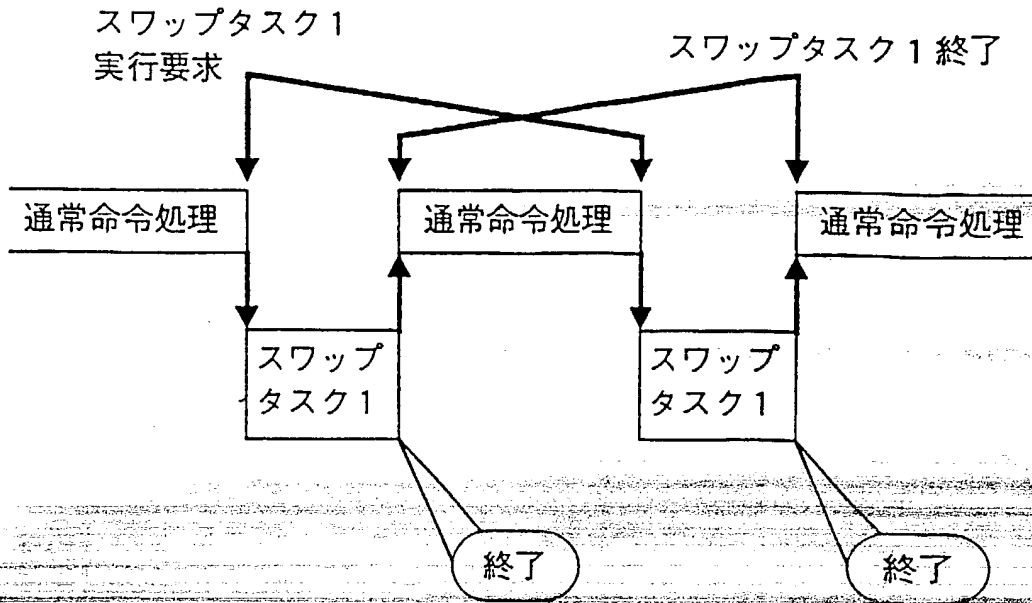 スワップタスク1
実行要求
スワップタスク1終了
通常命令処理
通常命令処理
通常命令処理
スワップ
タスク1
スワップ
タスク1
終了
終了